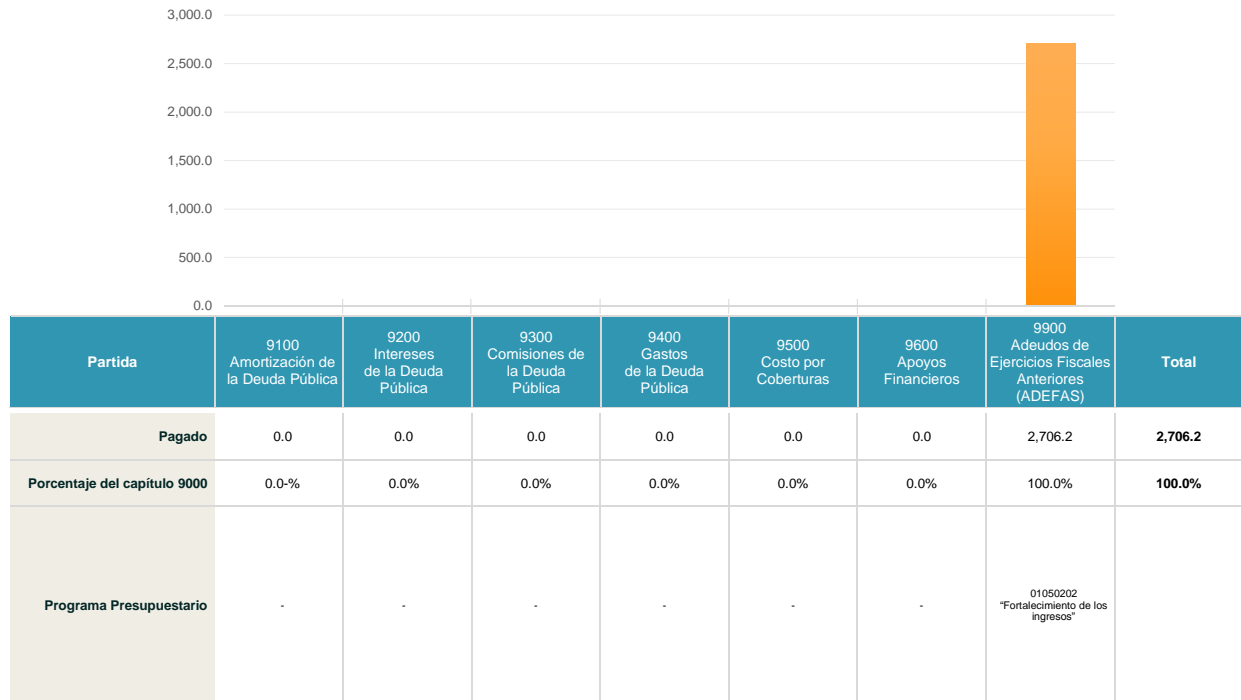 3,000.0
2,500.0
2,000.0
1,500.0
1,000.0
500.0
0.0
Partida
9100
Amortización de
la Deuda Pública
9200
Intereses
de la Deuda
Pública
9300
Comisiones de
la Deuda
Pública
9400
Gastos
de la Deuda
Pública
9500
Costo por
Coberturas
9600
Apoyos
Financieros
9900
Adeudos de
Ejercicios Fiscales
Anteriores
(ADEFAS)
Total
Pagado 0.0 0.0 0.0 0.0 0.0 0.0 2,706.2 2,706.2
Porcentaje del capítulo 9000 0.0-% 0.0% 0.0% 0.0% 0.0% 0.0% 100.0% 100.0%
Programa Presupuestario - - - - - -
01050202
"Fortalecimiento de los
ingresos"